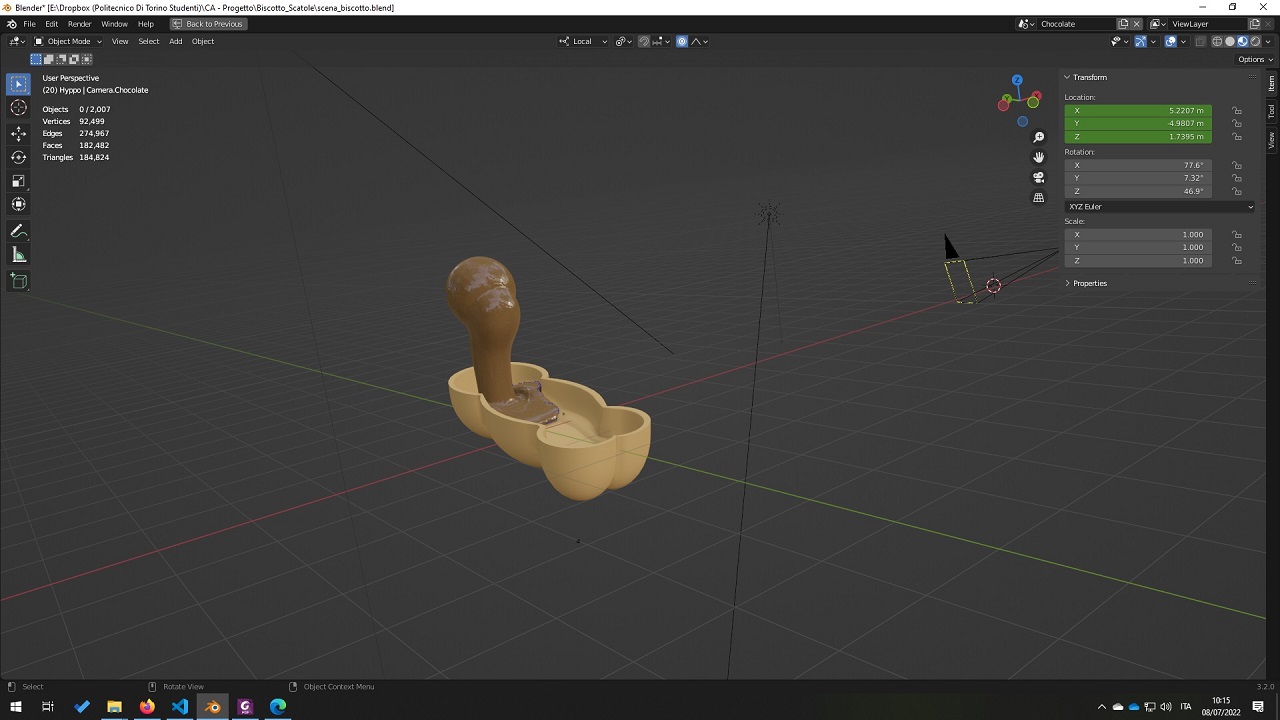 Blender* [E:\Dropbox (Politecnico Di Torino Studenti)\CA - Progetto\Biscotto_Scatole\scena_biscotto.blend]
File Edit Render Window Help Back to Previous Chocolate ViewLayer
Object Mode View Select Add Object Local
Options
User Perspective
(20) Hyppo | Camera.Chocolate
Objects 0 / 2,007
Vertices 92,499
Edges 274,967
Faces 182,482
Triangles 184,824
Z
Y
Transform
Location:
X 5.2207 m
Y -4.9807 m
Z 1.7395 m
Rotation:
X 77.6°
Y 7.32°
Z 46.9°
XYZ Euler
Scale:
X 1.000
Y 1.000
Z 1.000
Properties
Item
Tool
View
Select Rotate View Object Context Menu 3.2.0
ITA
10:15
08/07/2022